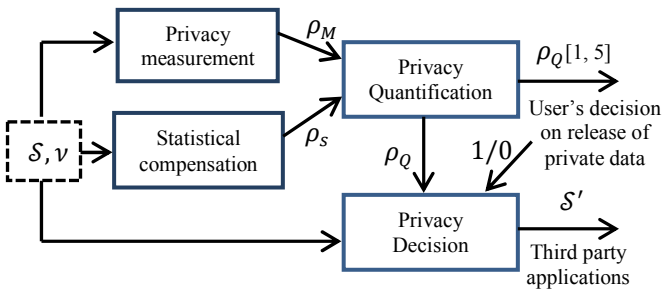 Privacy
measurement
ρ_M
Privacy
Quantification
ρ_Q[1, 5]
𝒮, ν
Statistical
compensation
ρ_s
User's decision
on release of
private data
ρ_Q
1/0
Privacy
Decision
𝒮′
Third party
applications